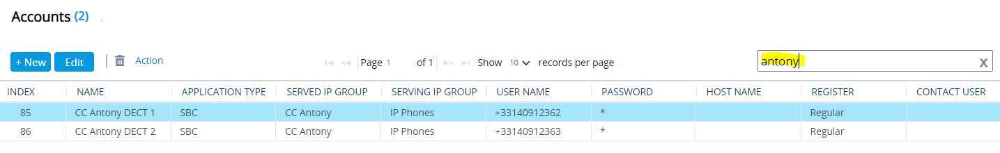 Accounts (2)
+ New Edit Action Page 1 of 1 Show 10 records per page antony X
INDEX NAME APPLICATION TYPE SERVED IP GROUP SERVING IP GROUP USER NAME PASSWORD HOST NAME REGISTER CONTACT USER
85 CC Antony DECT 1 SBC CC Antony IP Phones +33140912362 * Regular
86 CC Antony DECT 2 SBC CC Antony IP Phones +33140912363 * Regular